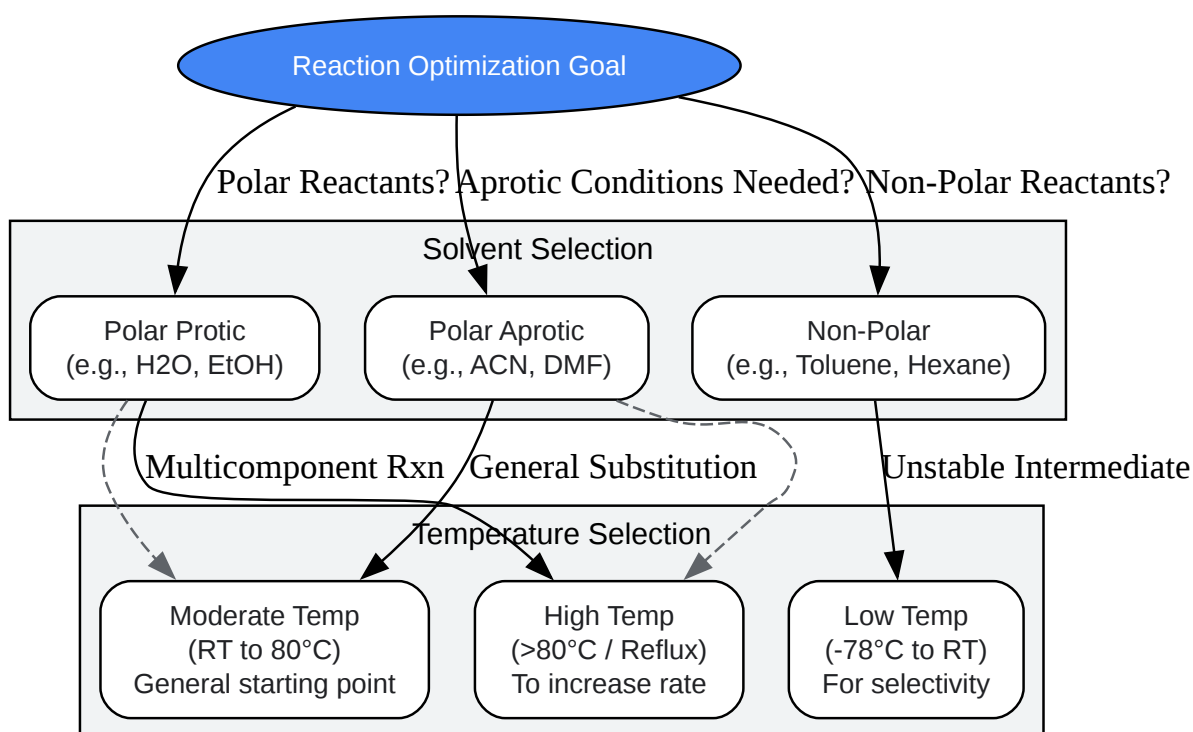 Reaction Optimization Goal
Polar Reactants?
Aprotic Conditions Needed?
Non-Polar Reactants?
Solvent Selection
Polar Protic
(e.g., H2O, EtOH)
Polar Aprotic
(e.g., ACN, DMF)
Non-Polar
(e.g., Toluene, Hexane)
Multicomponent Rxn
General Substitution
Unstable Intermediate
Temperature Selection
Moderate Temp
(RT to 80°C)
General starting point
High Temp
(>80°C / Reflux)
To increase rate
Low Temp
(-78°C to RT)
For selectivity